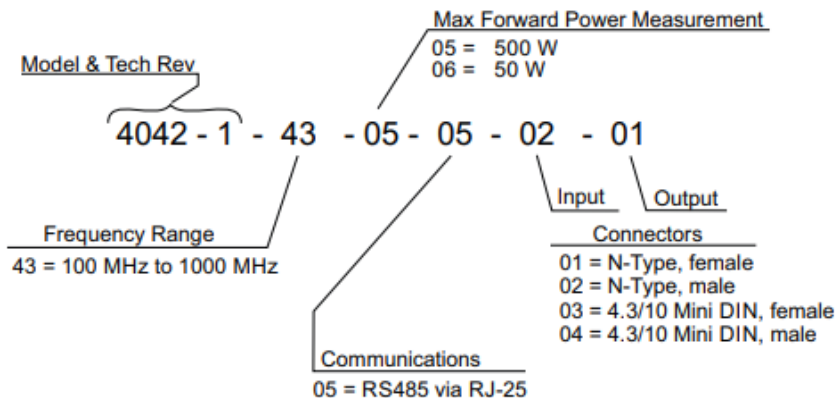 Max Forward Power Measurement
05 = 500 W
06 = 50 W
Model & Tech Rev
4042 - 1 - 43 - 05 - 05 - 02 - 01
Input
Output
Frequency Range
43 = 100 MHz to 1000 MHz
Connectors
01 = N-Type, female
02 = N-Type, male
03 = 4.3/10 Mini DIN, female
04 = 4.3/10 Mini DIN, male
Communications
05 = RS485 via RJ-25